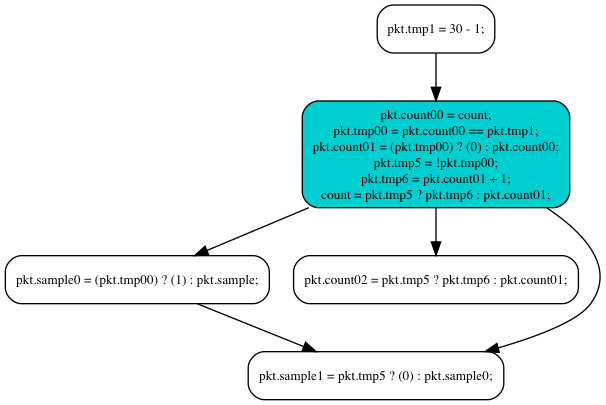 pkt.tmp1 = 30 - 1;
pkt.count00 = count;
pkt.tmp00 = pkt.count00 == pkt.tmp1;
pkt.count01 = (pkt.tmp00) ? (0) : pkt.count00;
pkt.tmp5 = !pkt.tmp00;
pkt.tmp6 = pkt.count01 + 1;
count = pkt.tmp5 ? pkt.tmp6 : pkt.count01;
pkt.sample0 = (pkt.tmp00) ? (1) : pkt.sample;
pkt.count02 = pkt.tmp5 ? pkt.tmp6 : pkt.count01;
pkt.sample1 = pkt.tmp5 ? (0) : pkt.sample0;